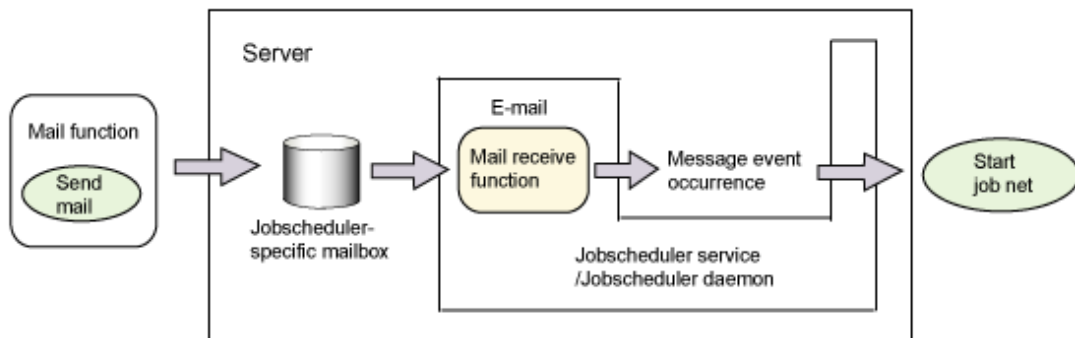 Server
Mail function
Send
mail
Jobscheduler-
specific mailbox
E-mail
Mail receive
function
Message event
occurrence
Jobscheduler service
/Jobscheduler daemon
Start
job net